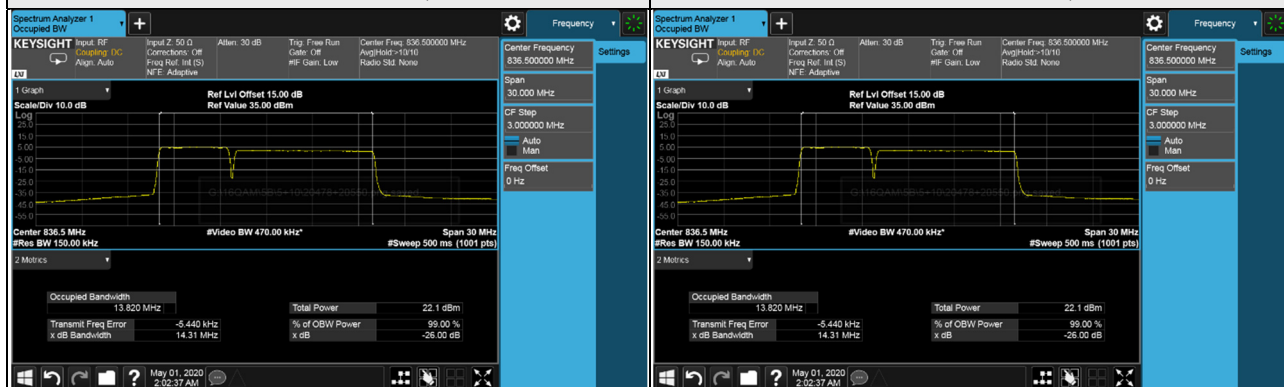 Spectrum Analyzer 1
Occupied BW
Frequency
KEYSIGHT
Input: RF
Coupling: DC
Align: Auto
Input Z: 50 Ω
Corrections: Off
Freq Ref: Int (S)
NFE: Adaptive
Atten: 30 dB
Trig: Free Run
Gate: Off
#IF Gain: Low
Center Freq: 836.500000 MHz
Avg|Hold:>10/10
Radio Std: None
LXI
Center Frequency
836.500000 MHz
Settings
Span
30.000 MHz
CF Step
3.000000 MHz
Auto
Man
Freq Offset
0 Hz
1 Graph
Scale/Div 10.0 dB
Ref Lvl Offset 15.00 dB
Ref Value 35.00 dBm
Log
25.0
15.0
5.00
-5.00
-15.0
-25.0
-35.0
-45.0
-55.0
Center 836.5 MHz
#Video BW 470.00 kHz*
Span 30 MHz
#Res BW 150.00 kHz
#Sweep 500 ms (1001 pts)
2 Metrics
Occupied Bandwidth
13.820 MHz
Total Power 22.1 dBm
Transmit Freq Error -5.440 kHz
% of OBW Power 99.00 %
x dB Bandwidth 14.31 MHz
x dB -26.00 dB
?
May 01, 2020
2:02:37 AM
Spectrum Analyzer 1
Occupied BW
Frequency
KEYSIGHT
Input: RF
Coupling: DC
Align: Auto
Input Z: 50 Ω
Corrections: Off
Freq Ref: Int (S)
NFE: Adaptive
Atten: 30 dB
Trig: Free Run
Gate: Off
#IF Gain: Low
Center Freq: 836.500000 MHz
Avg|Hold:>10/10
Radio Std: None
LXI
Center Frequency
836.500000 MHz
Settings
Span
30.000 MHz
CF Step
3.000000 MHz
Auto
Man
Freq Offset
0 Hz
1 Graph
Scale/Div 10.0 dB
Ref Lvl Offset 15.00 dB
Ref Value 35.00 dBm
Log
25.0
15.0
5.00
-5.00
-15.0
-25.0
-35.0
-45.0
-55.0
Center 836.5 MHz
#Video BW 470.00 kHz*
Span 30 MHz
#Res BW 150.00 kHz
#Sweep 500 ms (1001 pts)
2 Metrics
Occupied Bandwidth
13.820 MHz
Total Power 22.1 dBm
Transmit Freq Error -5.440 kHz
% of OBW Power 99.00 %
x dB Bandwidth 14.31 MHz
x dB -26.00 dB
?
May 01, 2020
2:02:37 AM